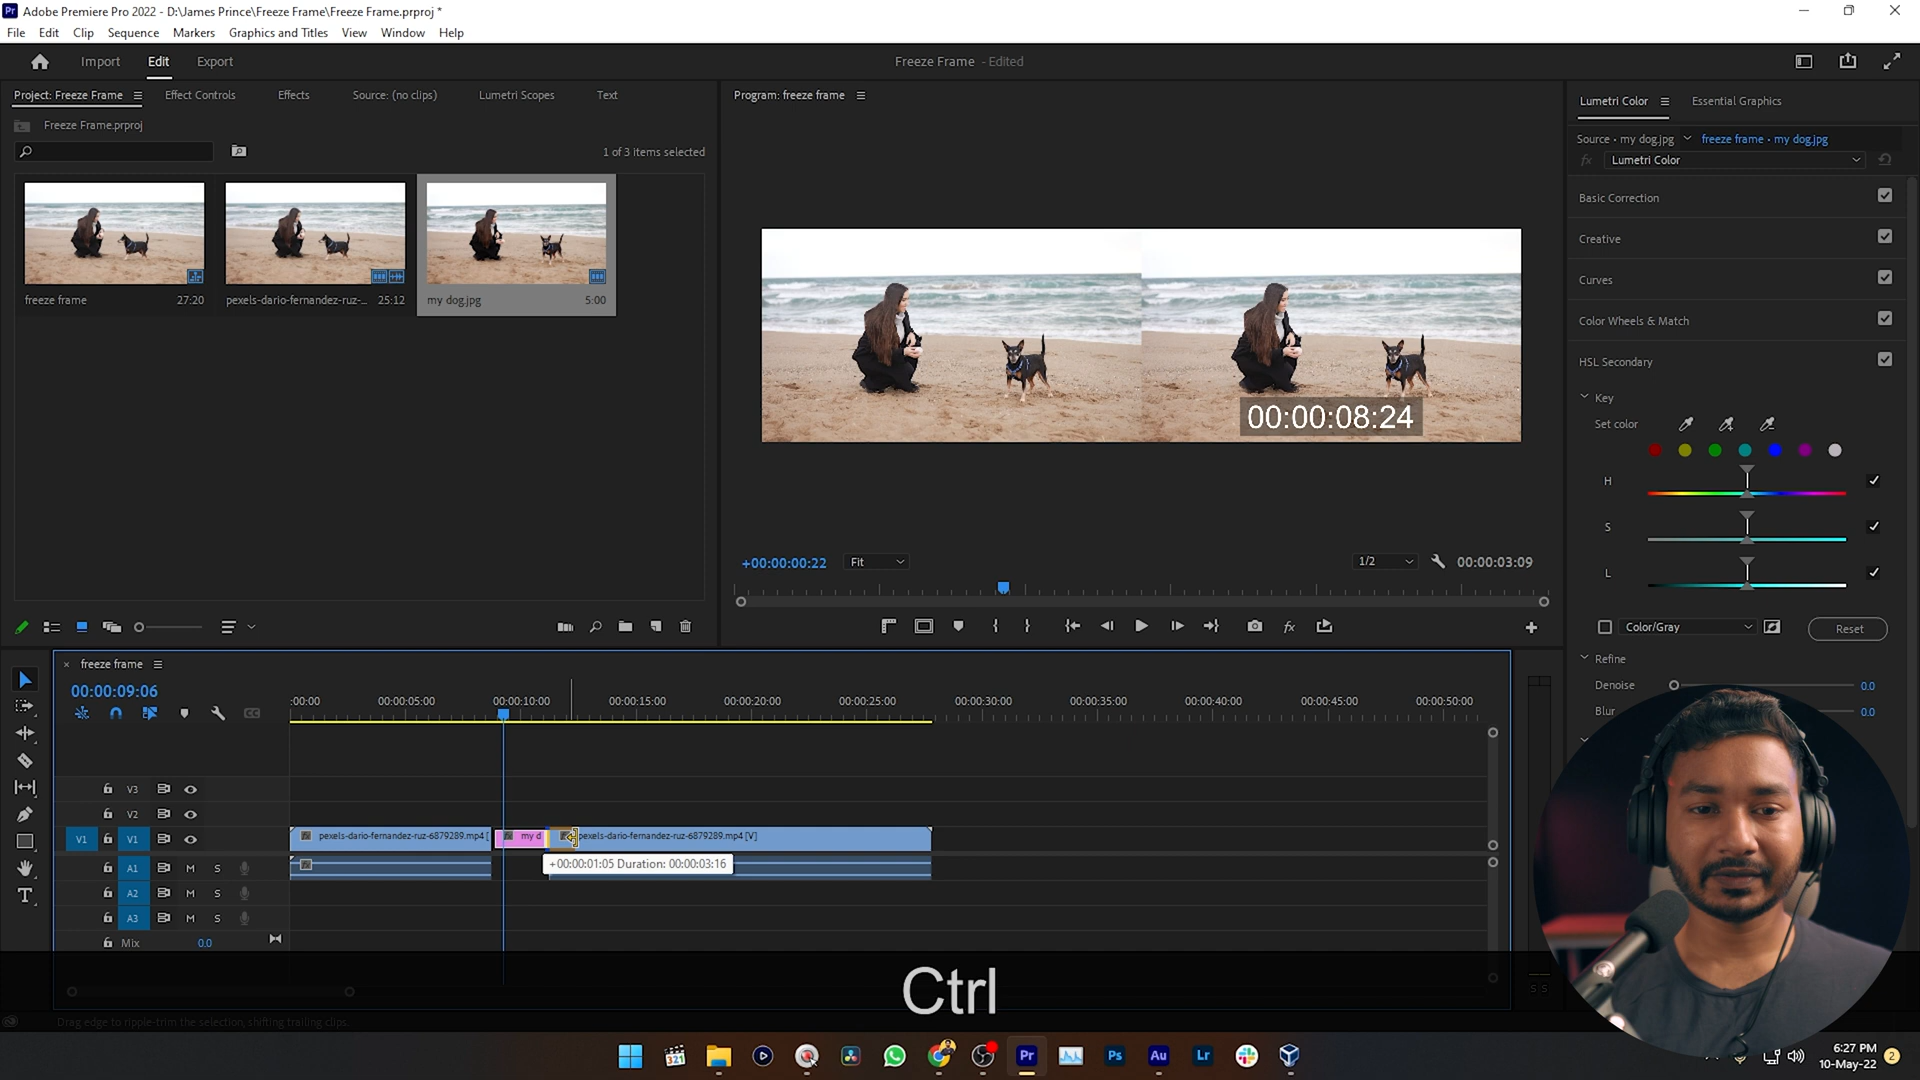 Pr Adobe Premiere Pro 2022 - D:\James Prince\Freeze Frame\Freeze Frame.prproj *
File Edit Clip Sequence Markers Graphics and Titles View Window Help
Import Edit Export
Freeze Frame - Edited
Project: Freeze Frame Effect Controls Effects Source: (no clips) Lumetri Scopes Text
Program: freeze frame
Lumetri Color Essential Graphics
Freeze Frame.prproj
Source • my dog.jpg freeze frame • my dog.jpg
1 of 3 items selected
fx Lumetri Color
Basic Correction
Creative
Curves
Color Wheels & Match
HSL Secondary
freeze frame 27:20
pexels-dario-fernandez-ruz-... 25:12
my dog.jpg 5:00
00:00:08:24
Key
Set color
H
S
L
+00:00:00:22 Fit 1/2 00:00:03:09
Color/Gray Reset
Refine
Denoise 0.0
Blur 0.0
freeze frame
00:00:09:06
:00:00 00:00:05:00 00:00:10:00 00:00:15:00 00:00:20:00 00:00:25:00 00:00:30:00 00:00:35:00 00:00:40:00 00:00:45:00 00:00:50:00
V3
V2
V1 V1
pexels-dario-fernandez-ruz-6879289.mp4 [ my d pexels-dario-fernandez-ruz-6879289.mp4 [V]
+00:00:01:05 Duration: 00:00:03:16
A1 M S
A2 M S
A3 M S
Mix 0.0
Ctrl
S S
Drag edge to ripple-trim the selection, shifting trailing clips.
321 Pr Ps Au Lr
6:27 PM
10-May-22 2